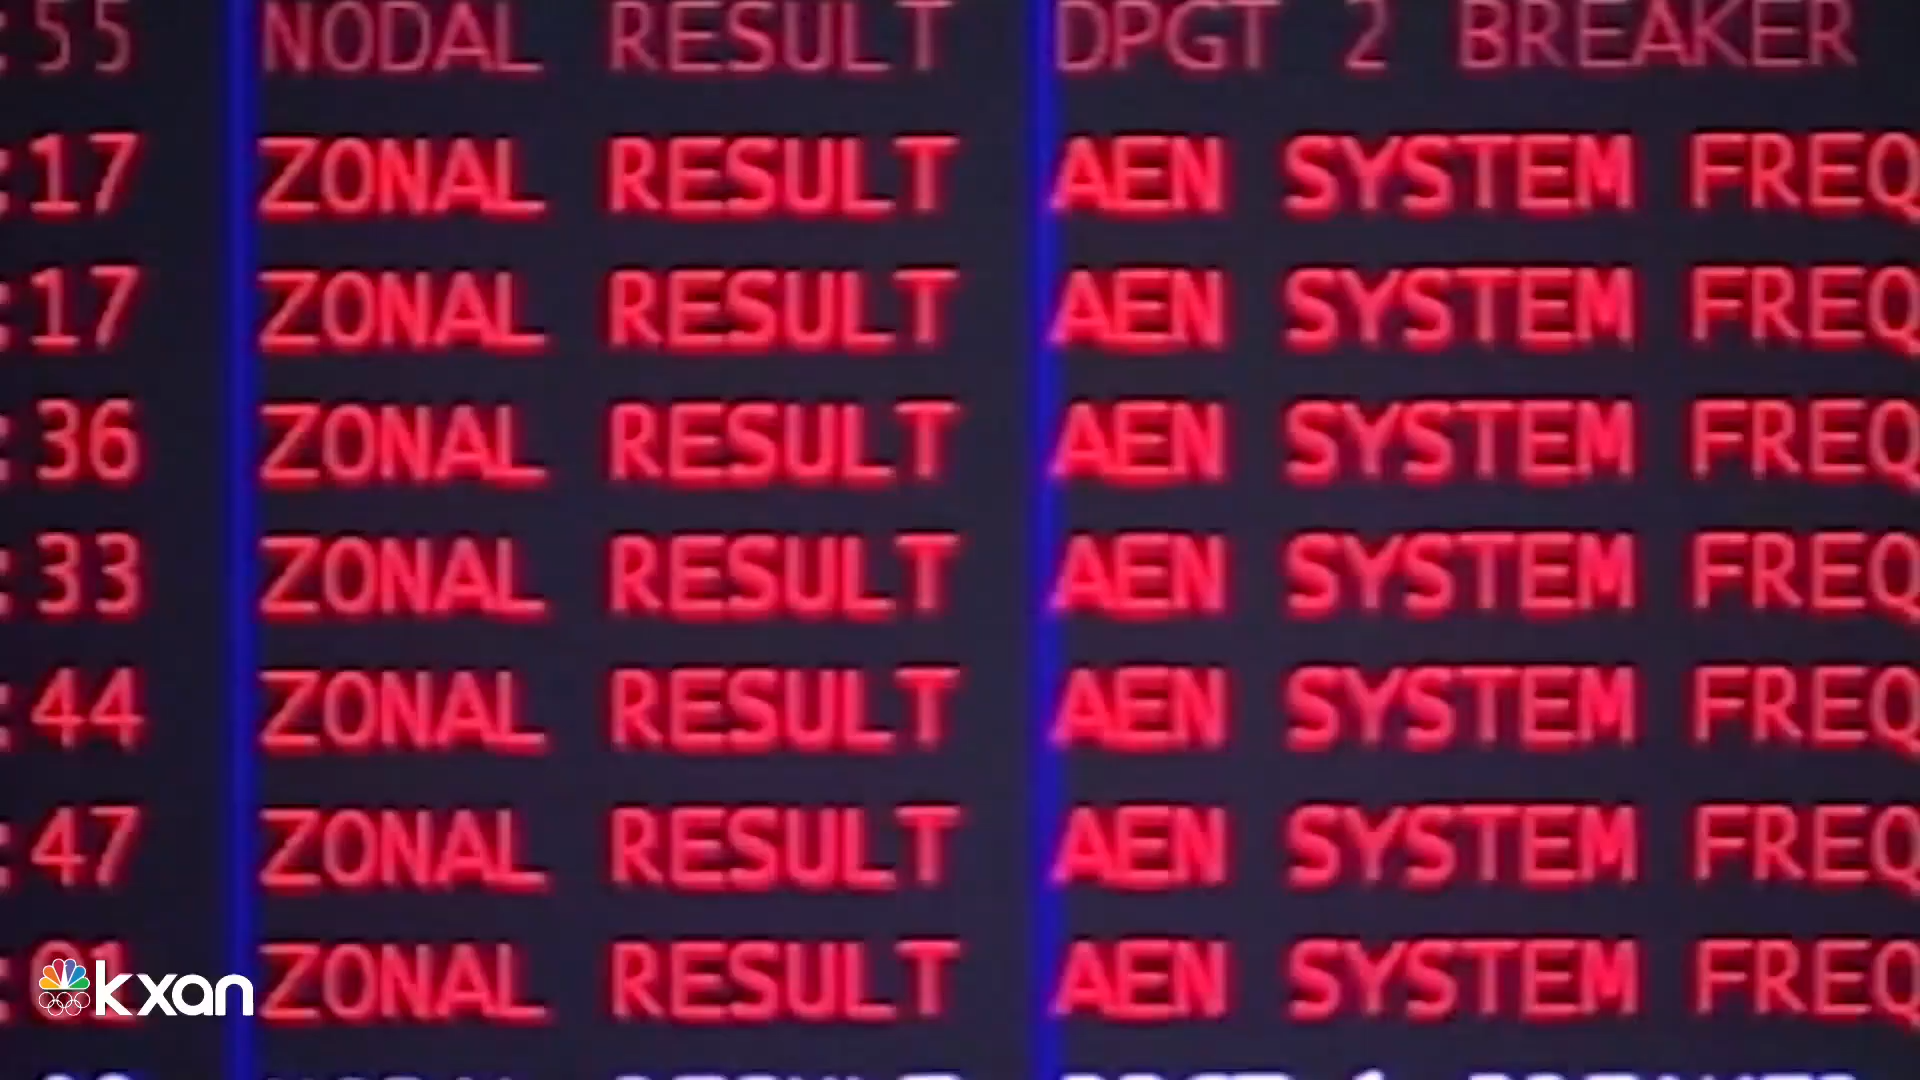 :55 NODAL RESULT DPGT 2 BREAKER
:17 ZONAL RESULT AEN SYSTEM FREQ
:17 ZONAL RESULT AEN SYSTEM FREQ
:36 ZONAL RESULT AEN SYSTEM FREQ
:33 ZONAL RESULT AEN SYSTEM FREQ
:44 ZONAL RESULT AEN SYSTEM FREQ
:47 ZONAL RESULT AEN SYSTEM FREQ
ZONAL RESULT AEN SYSTEM FREQ
kxan